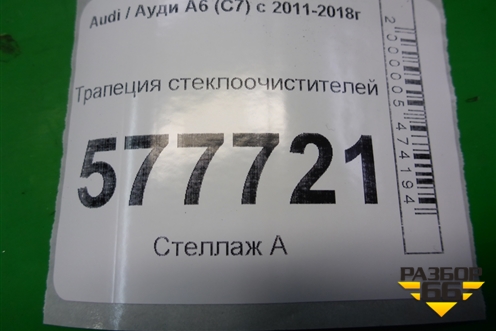 Audi / Ауди А6 (С7) с 2011-2018г
Трапеция стеклоочистителей
577721
Стеллаж А
2000005474194
РАЗБОР
66